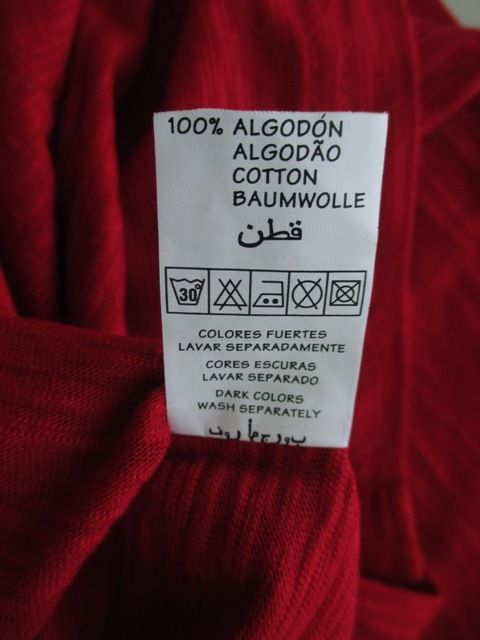 100% ALGODÓN
ALGODÃO
COTTON
BAUMWOLLE
قطن
30°
COLORES FUERTES
LAVAR SEPARADAMENTE
CORES ESCURAS
LAVAR SEPARADO
DARK COLORS
WASH SEPARATELY